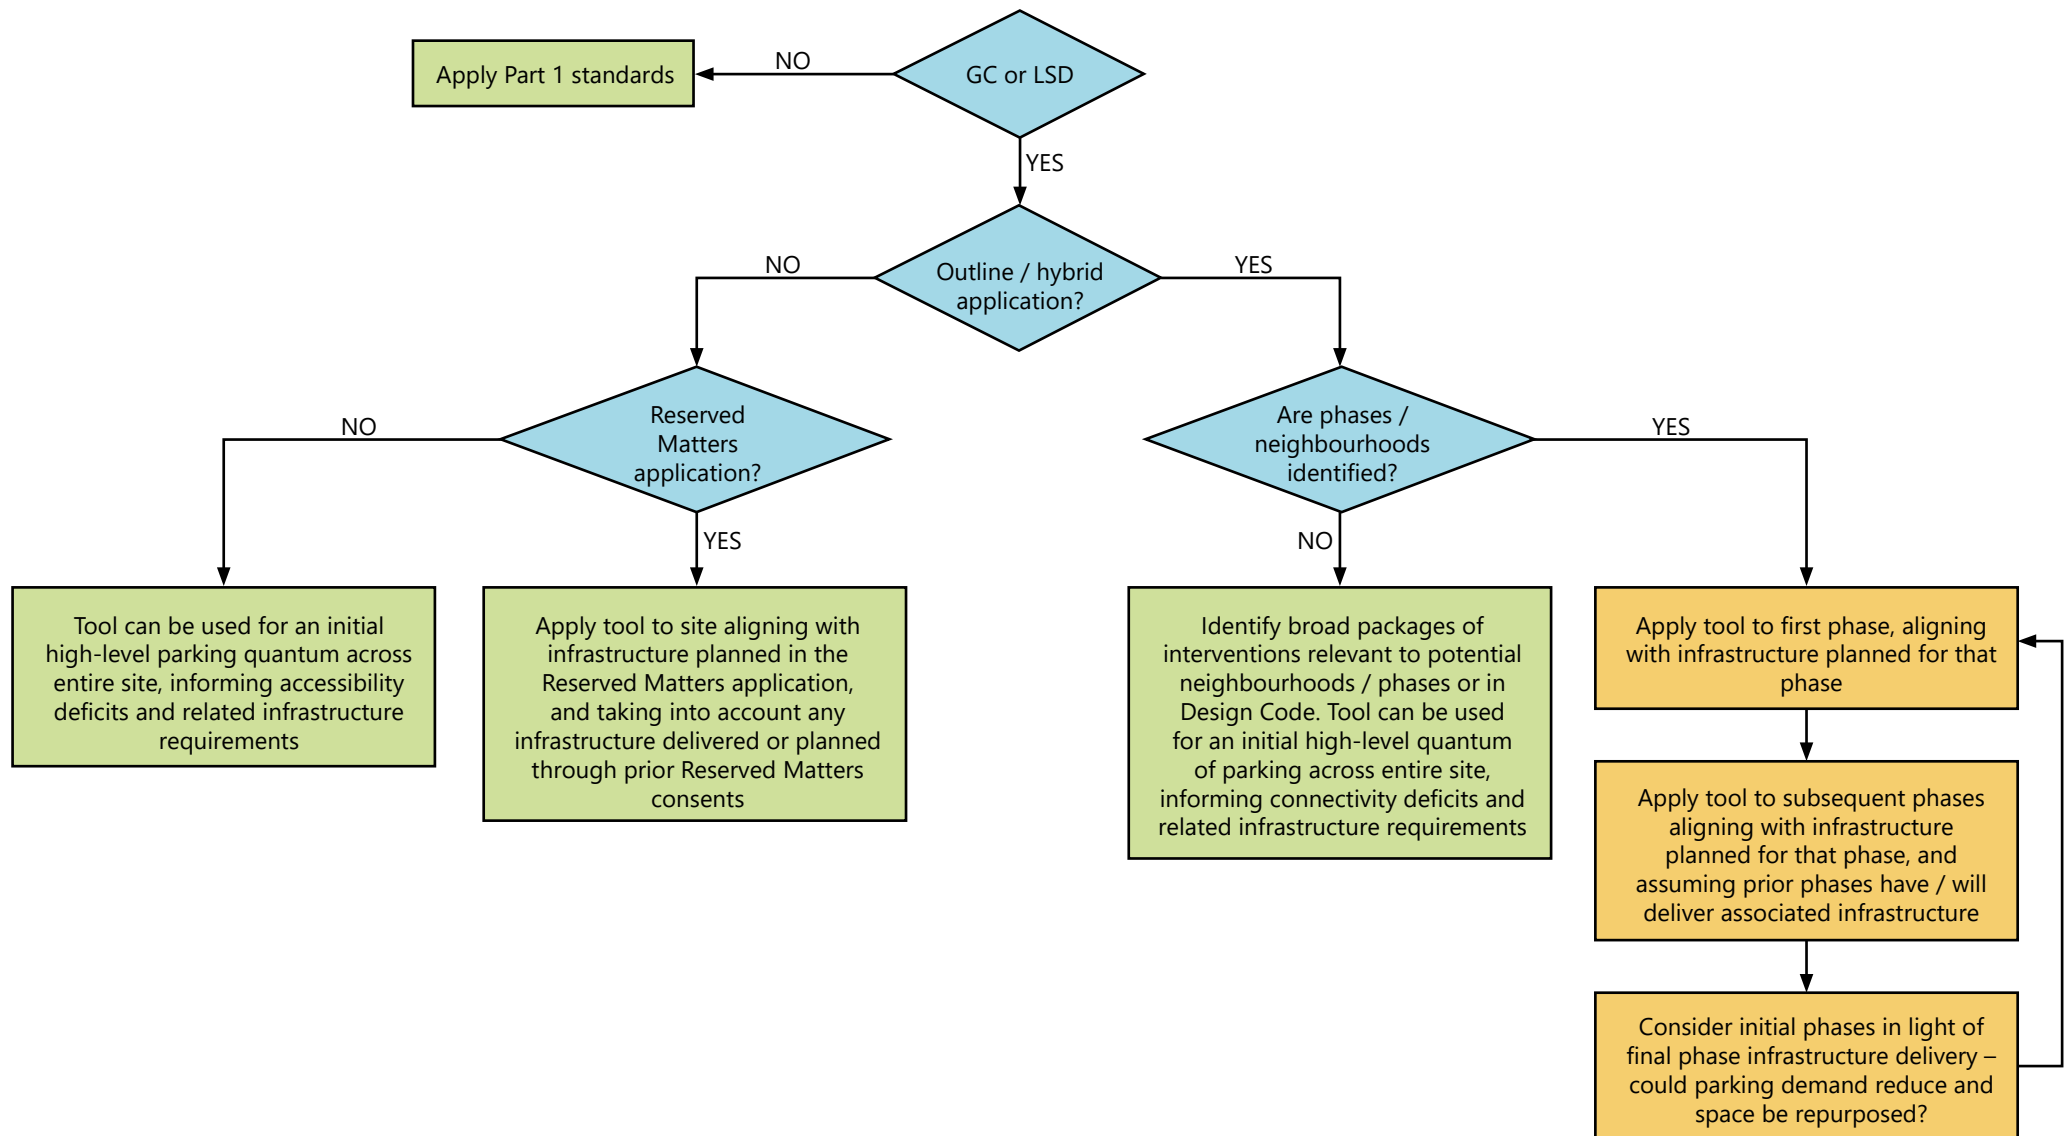 GC or LSD
NO
Apply Part 1 standards
YES
Outline / hybrid
application?
NO
YES
Reserved
Matters
application?
NO
YES
Are phases /
neighbourhoods
identified?
NO
YES
Tool can be used for an initial
high-level parking quantum across
entire site, informing accessibility
deficits and related infrastructure
requirements
Apply tool to site aligning with
infrastructure planned in the
Reserved Matters application,
and taking into account any
infrastructure delivered or planned
through prior Reserved Matters
consents
Identify broad packages of
interventions relevant to potential
neighbourhoods / phases or in
Design Code. Tool can be used
for an initial high-level quantum
of parking across entire site,
informing connectivity deficits and
related infrastructure requirements
Apply tool to first phase, aligning
with infrastructure planned for that
phase
Apply tool to subsequent phases
aligning with infrastructure
planned for that phase, and
assuming prior phases have / will
deliver associated infrastructure
Consider initial phases in light of
final phase infrastructure delivery –
could parking demand reduce and
space be repurposed?